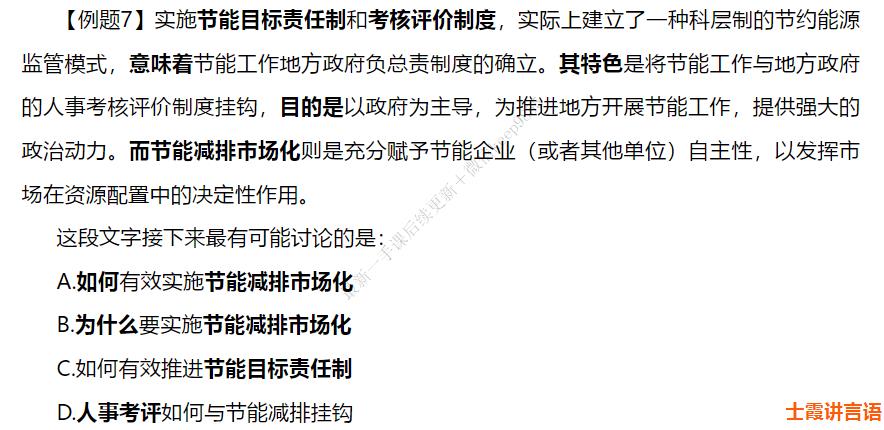 【例题7】实施节能目标责任制和考核评价制度，实际上建立了一种科层制的节约能源
监管模式，意味着节能工作地方政府负总责制度的确立。其特色是将节能工作与地方政府
的人事考核评价制度挂钩，目的是以政府为主导，为推进地方开展节能工作，提供强大的
政治动力。而节能减排市场化则是充分赋予节能企业（或者其他单位）自主性，以发挥市
场在资源配置中的决定性作用。
这段文字接下来最有可能讨论的是：
A.如何有效实施节能减排市场化
B.为什么要实施节能减排市场化
C.如何有效推进节能目标责任制
D.人事考评如何与节能减排挂钩
最新一手课后续更新＋微
士霞讲言语